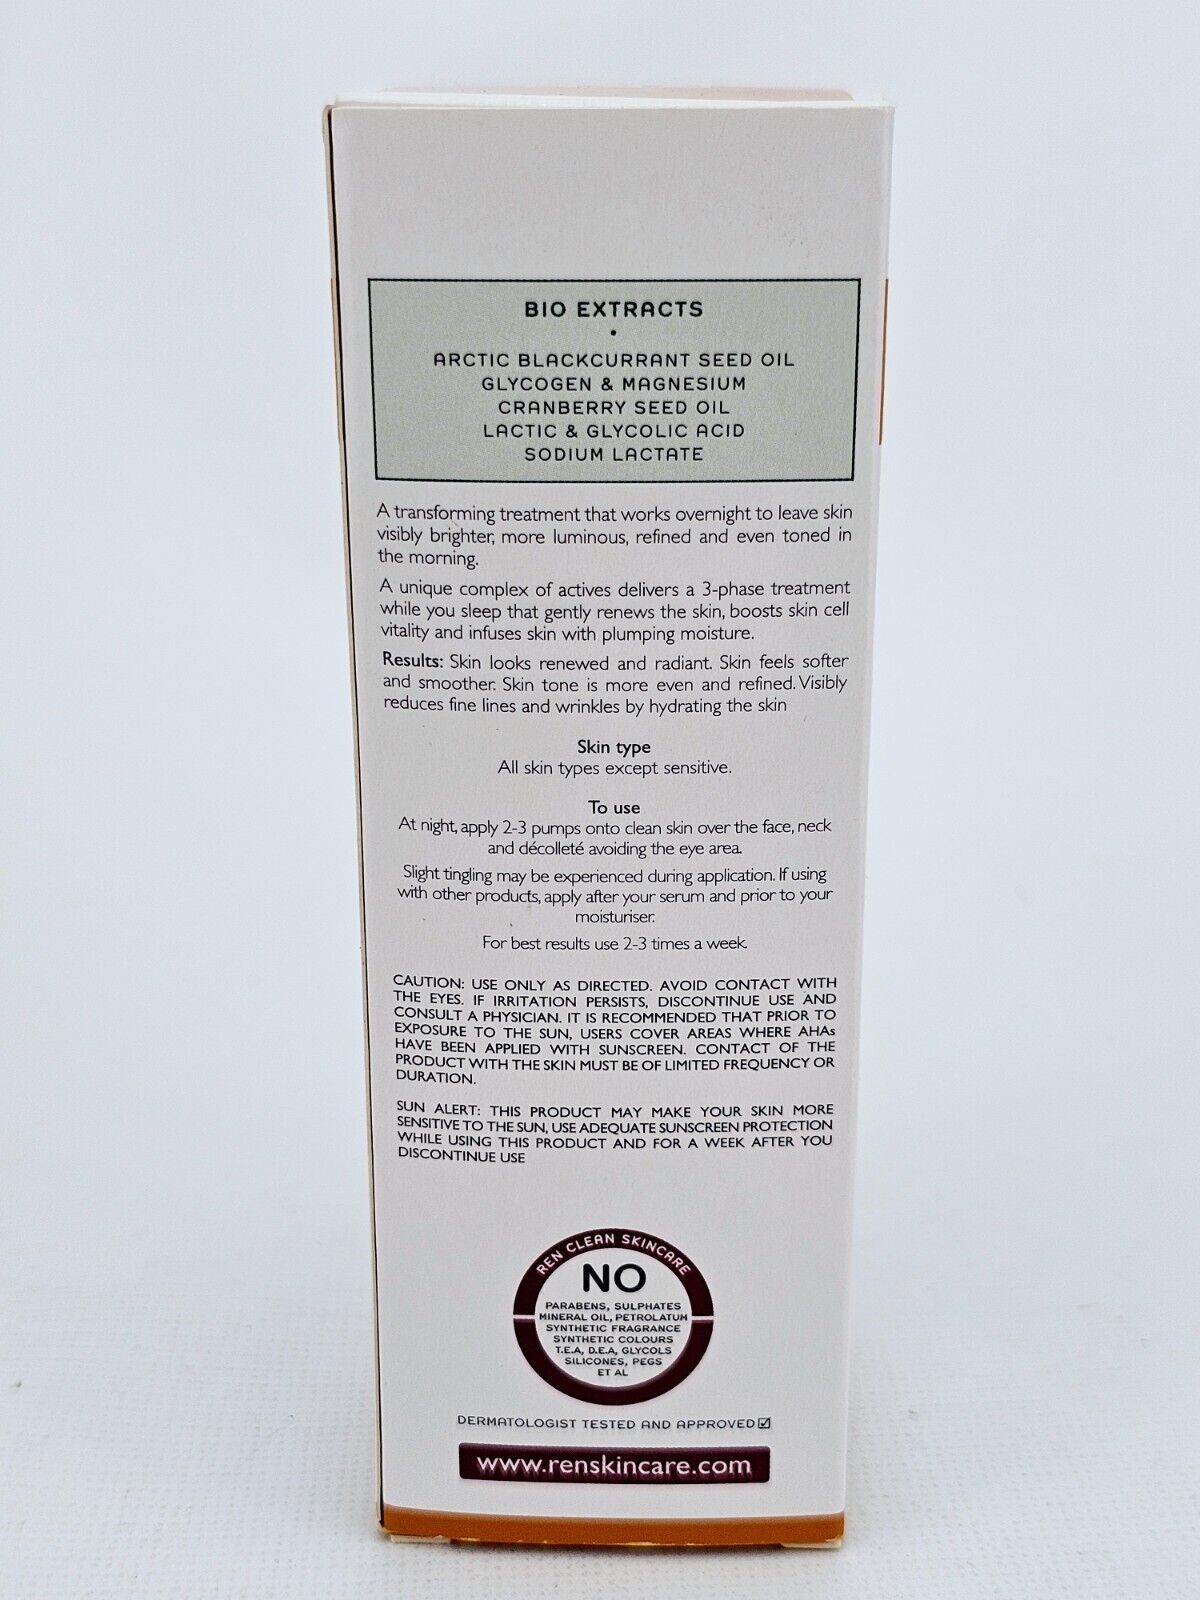 BIO EXTRACTS
•
ARCTIC BLACKCURRANT SEED OIL
GLYCOGEN & MAGNESIUM
CRANBERRY SEED OIL
LACTIC & GLYCOLIC ACID
SODIUM LACTATE
A transforming treatment that works overnight to leave skin
visibly brighter, more luminous, refined and even toned in
the morning.
A unique complex of actives delivers a 3-phase treatment
while you sleep that gently renews the skin, boosts skin cell
vitality and infuses skin with plumping moisture.
Results: Skin looks renewed and radiant. Skin feels softer
and smoother. Skin tone is more even and refined. Visibly
reduces fine lines and wrinkles by hydrating the skin
Skin type
All skin types except sensitive.
To use
At night, apply 2-3 pumps onto clean skin over the face, neck
and décolleté avoiding the eye area.
Slight tingling may be experienced during application. If using
with other products, apply after your serum and prior to your
moisturiser.
For best results use 2-3 times a week.
CAUTION: USE ONLY AS DIRECTED. AVOID CONTACT WITH
THE EYES. IF IRRITATION PERSISTS, DISCONTINUE USE AND
CONSULT A PHYSICIAN. IT IS RECOMMENDED THAT PRIOR TO
EXPOSURE TO THE SUN, USERS COVER AREAS WHERE AHAs
HAVE BEEN APPLIED WITH SUNSCREEN. CONTACT OF THE
PRODUCT WITH THE SKIN MUST BE OF LIMITED FREQUENCY OR
DURATION.
SUN ALERT: THIS PRODUCT MAY MAKE YOUR SKIN MORE
SENSITIVE TO THE SUN, USE ADEQUATE SUNSCREEN PROTECTION
WHILE USING THIS PRODUCT AND FOR A WEEK AFTER YOU
DISCONTINUE USE
REN CLEAN SKINCARE
NO
PARABENS, SULPHATES
MINERAL OIL, PETROLATUM
SYNTHETIC FRAGRANCE
SYNTHETIC COLOURS
T.E.A, D.E.A, GLYCOLS
SILICONES, PEGS
ET AL
DERMATOLOGIST TESTED AND APPROVED ☑
www.renskincare.com